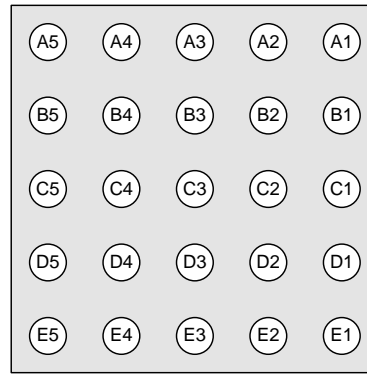 A5 A4 A3 A2 A1
B5 B4 B3 B2 B1
C5 C4 C3 C2 C1
D5 D4 D3 D2 D1
E5 E4 E3 E2 E1